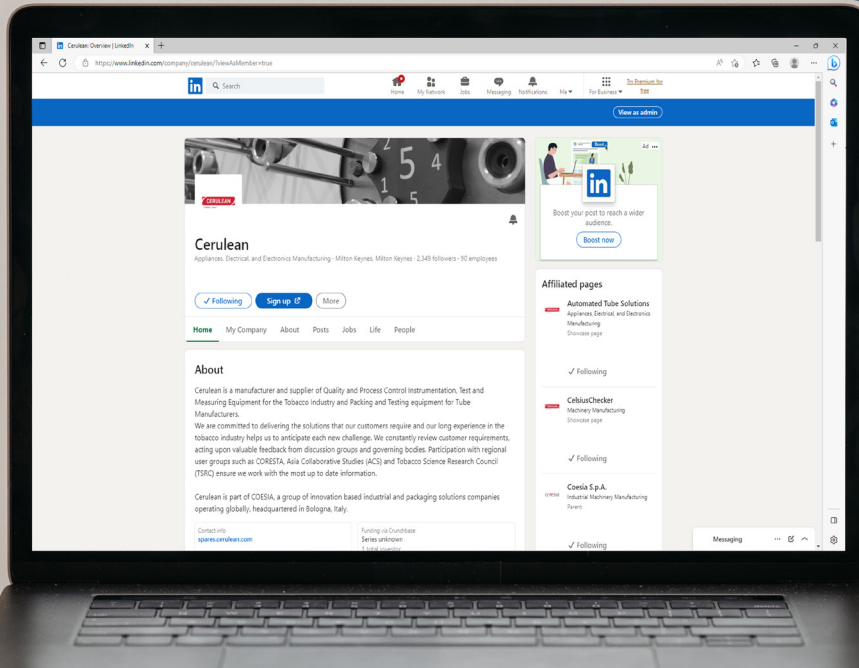 Cerulean: Overview | LinkedIn
https://www.linkedin.com/company/cerulean/?viewAsMember=true
in
Search
Home
My Network
Jobs
Messaging
Notifications
Me
For Business
Try Premium for
free
View as admin
5 4
1
5
CERULEAN
Cerulean
Appliances, Electrical, and Electronics Manufacturing · Milton Keynes, Milton Keynes · 2,349 followers · 90 employees
✓ Following
Sign up
More
Home
My Company
About
Posts
Jobs
Life
People
About
Cerulean is a manufacturer and supplier of Quality and Process Control Instrumentation, Test and
Measuring Equipment for the Tobacco Industry and Packing and Testing equipment for Tube
Manufacturers.
We are committed to delivering the solutions that our customers require and our long experience in the
tobacco industry helps us to anticipate each new challenge. We constantly review customer requirements,
acting upon valuable feedback from discussion groups and governing bodies. Participation with regional
user groups such as CORESTA, Asia Collaborative Studies (ACS) and Tobacco Science Research Council
(TSRC) ensure we work with the most up to date information.
Cerulean is part of COESIA, a group of innovation based industrial and packaging solutions companies
operating globally, headquartered in Bologna, Italy.
Contact info
spares.cerulean.com
Funding via Crunchbase
Series unknown
1 total investor
Ad
Boost
in
Boost your post to reach a wider
audience.
Boost now
Affiliated pages
Automated Tube Solutions
Appliances, Electrical, and Electronics
Manufacturing
Showcase page
✓ Following
CelsiusChecker
Machinery Manufacturing
Showcase page
✓ Following
Coesia S.p.A.
Industrial Machinery Manufacturing
Parent
✓ Following
Messaging